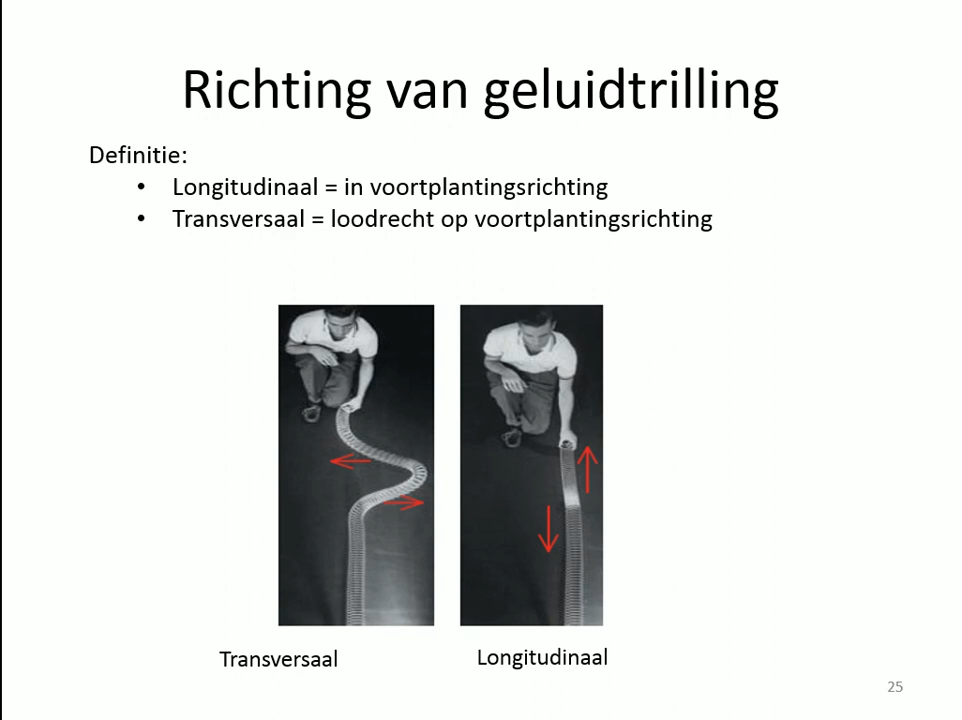 Richting van geluidtrilling
Definitie:
• Longitudinaal = in voortplantingsrichting
• Transversaal = loodrecht op voortplantingsrichting
Transversaal
Longitudinaal
25